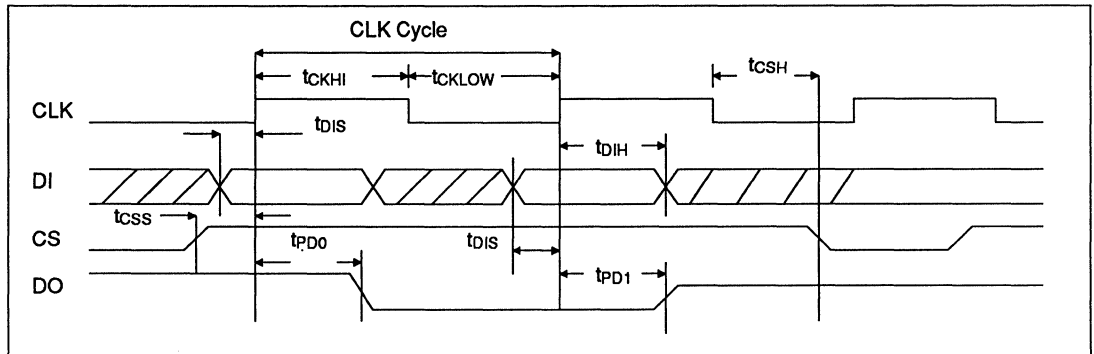 CLK Cycle
tCKHI tCKLOW tCSH
CLK
tDIS
tDIH
DI
tCSS
CS
tPD0 tDIS
tPD1
DO